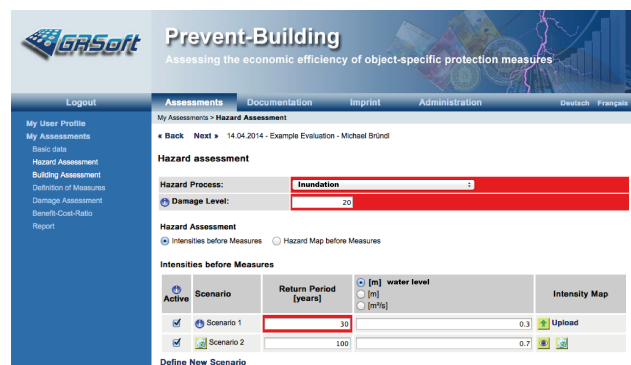 GRSoft
Prevent-Building
Assessing the economic efficiency of object-specific protection measures
Logout
Assessments Documentation Imprint Administration Deutsch Français
My Assessments > Hazard Assessment
My User Profile
My Assessments
Basic data
Hazard Assessment
Building Assessment
Definition of Measures
Damage Assessment
Benefit-Cost-Ratio
Report
« Back Next » 14.04.2014 - Example Evaluation - Michael Bründl
Hazard assessment
Hazard Process: Inundation
Damage Level: 20
Hazard Assessment
Intensities before Measures Hazard Map before Measures
Intensities before Measures
Active Scenario Return Period [years] [m] water level [m] [m³/s] Intensity Map
Scenario 1 30 0.3 Upload
Scenario 2 100 0.7
Define New Scenario